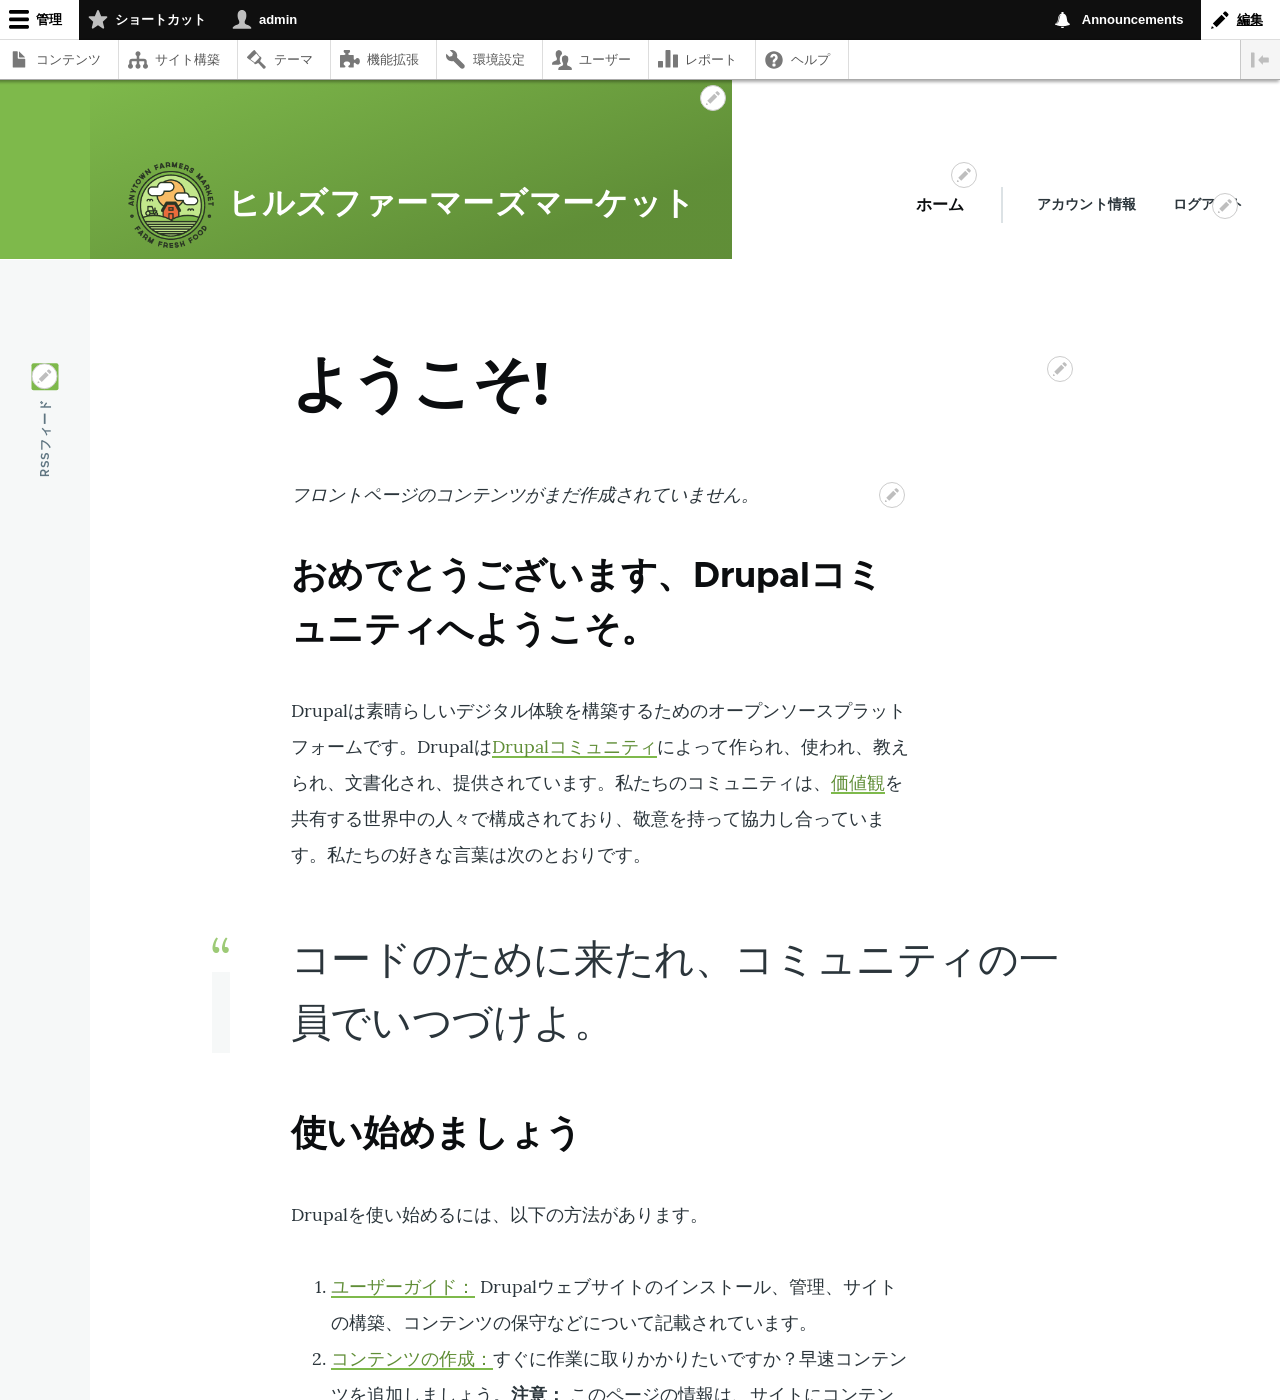 管理 ショートカット admin Announcements 編集
コンテンツ サイト構築 テーマ 機能拡張 環境設定 ユーザー レポート ヘルプ
ANYTOWN FARMERS MARKET
FARM FRESH FOOD
ヒルズファーマーズマーケット
ホーム アカウント情報 ログアウト
RSSフィード
ようこそ!
フロントページのコンテンツがまだ作成されていません。
おめでとうございます、Drupalコミ
ュニティへようこそ。
Drupalは素晴らしいデジタル体験を構築するためのオープンソースプラット
フォームです。DrupalはDrupalコミュニティによって作られ、使われ、教え
られ、文書化され、提供されています。私たちのコミュニティは、価値観を
共有する世界中の人々で構成されており、敬意を持って協力し合っていま
す。私たちの好きな言葉は次のとおりです。
“
コードのために来たれ、コミュニティの一
員でいつづけよ。
使い始めましょう
Drupalを使い始めるには、以下の方法があります。
1. ユーザーガイド： Drupalウェブサイトのインストール、管理、サイト
の構築、コンテンツの保守などについて記載されています。
2. コンテンツの作成：すぐに作業に取りかかりたいですか？早速コンテン
ツを追加しましょう。注意： このページの情報は、サイトにコンテン